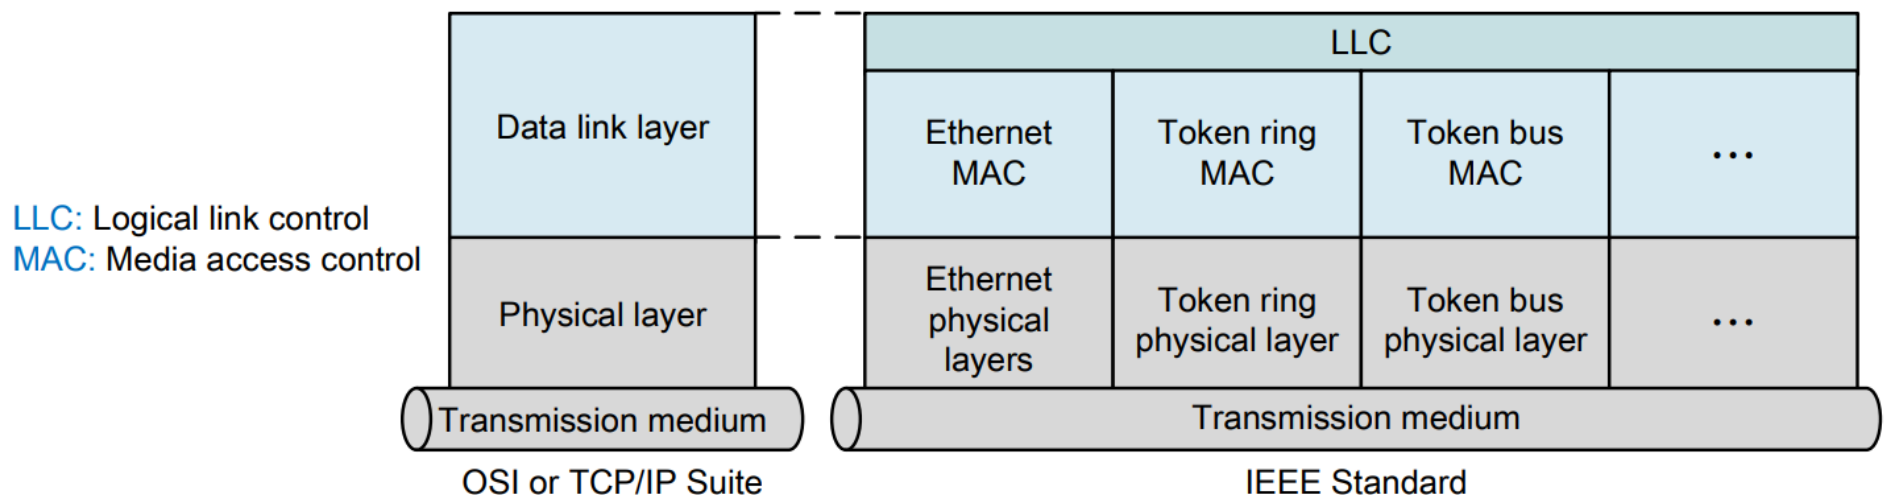 LLC: Logical link control
MAC: Media access control
Data link layer
Physical layer
Transmission medium
OSI or TCP/IP Suite
LLC
Ethernet
MAC
Token ring
MAC
Token bus
MAC
...
Ethernet
physical
layers
Token ring
physical layer
Token bus
physical layer
...
Transmission medium
IEEE Standard